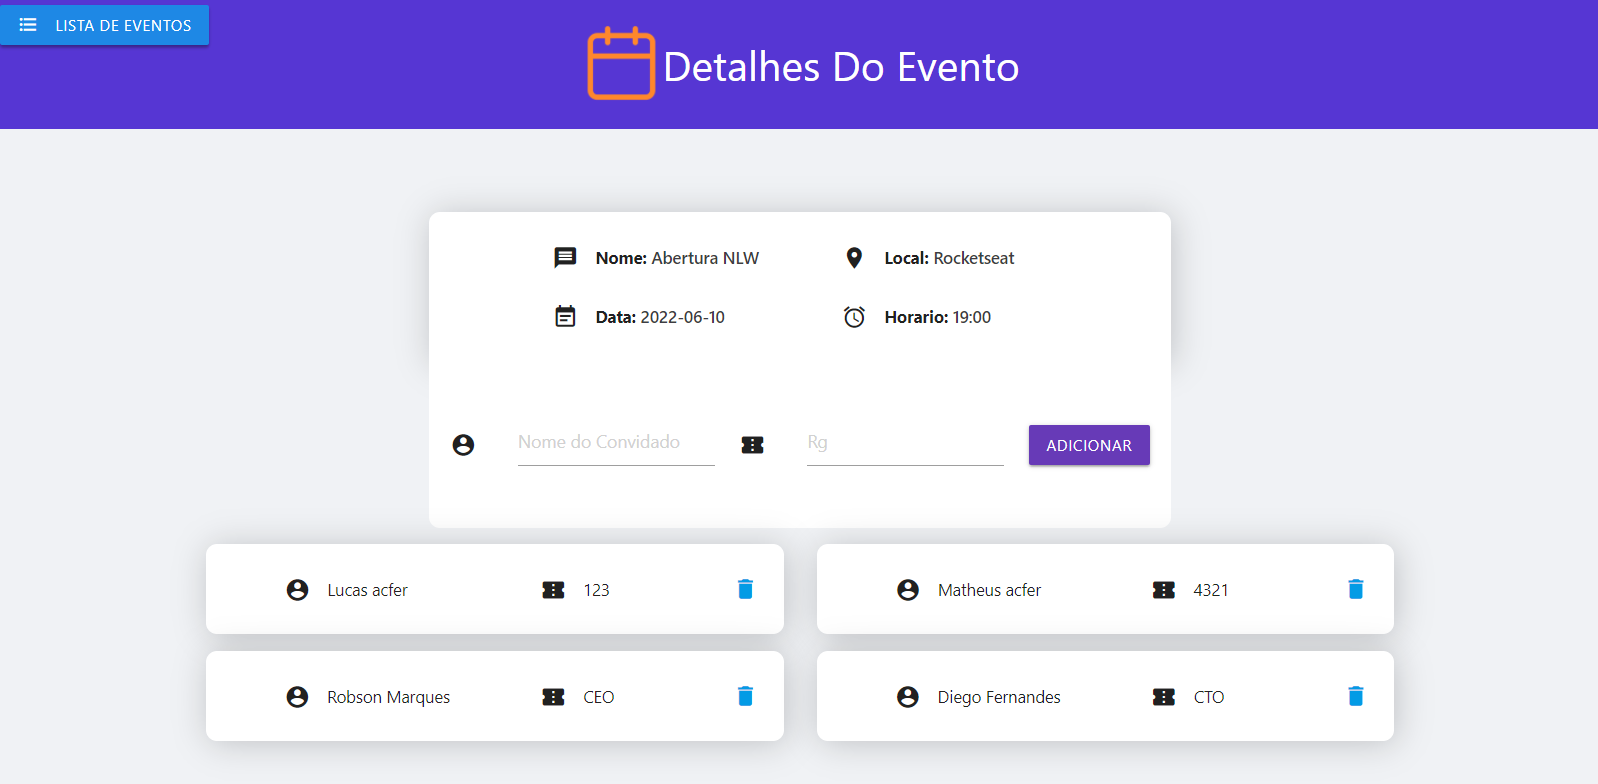 LISTA DE EVENTOS
Detalhes Do Evento
Nome: Abertura NLW
Local: Rocketseat
Data: 2022-06-10
Horario: 19:00
Nome do Convidado
Rg
ADICIONAR
Lucas acfer
123
Matheus acfer
4321
Robson Marques
CEO
Diego Fernandes
CTO